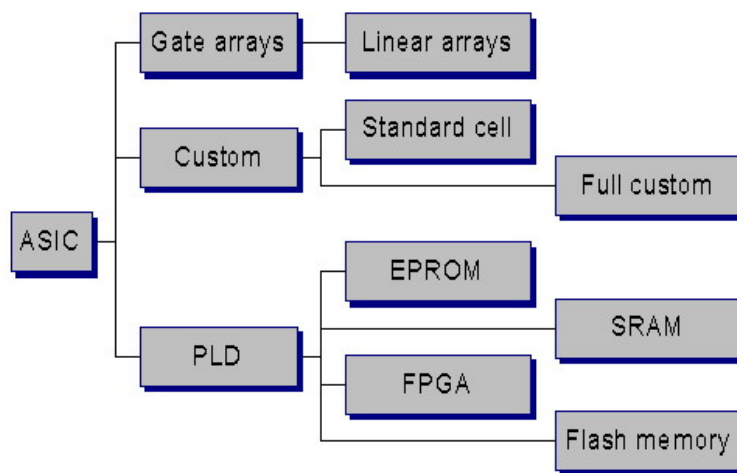 Gate arrays
Linear arrays
Standard cell
Custom
Full custom
ASIC
EPROM
SRAM
PLD
FPGA
Flash memory